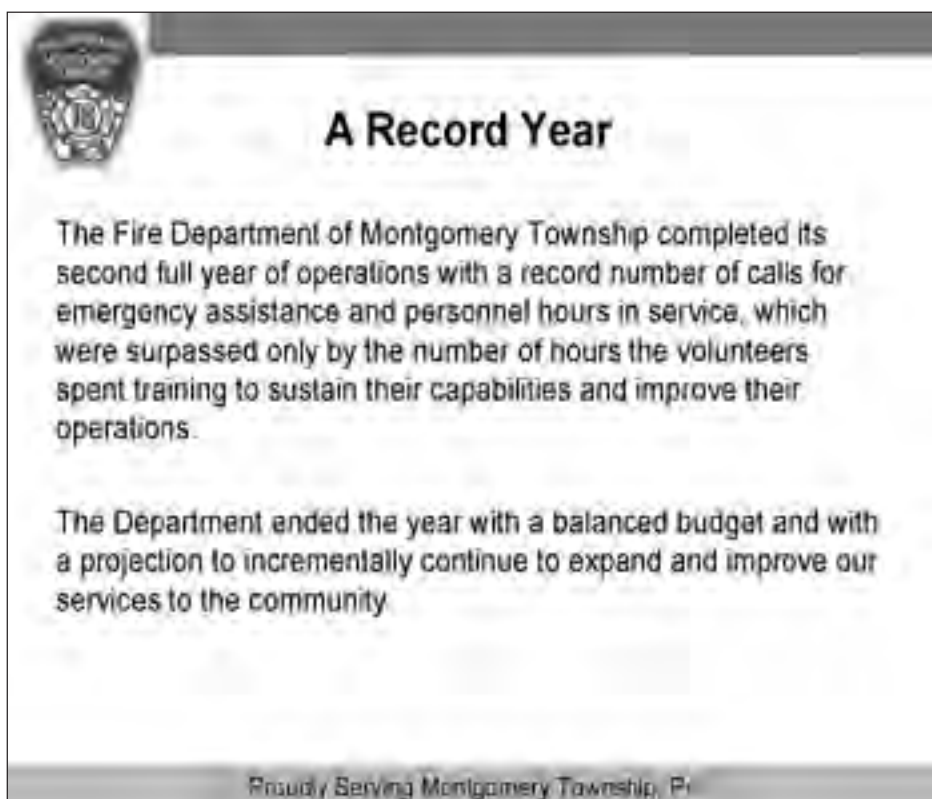 18
A Record Year
The Fire Department of Montgomery Township completed its
second full year of operations with a record number of calls for
emergency assistance and personnel hours in service, which
were surpassed only by the number of hours the volunteers
spent training to sustain their capabilities and improve their
operations.
The Department ended the year with a balanced budget and with
a projection to incrementally continue to expand and improve our
services to the community.
Proudly Serving Montgomery Township,